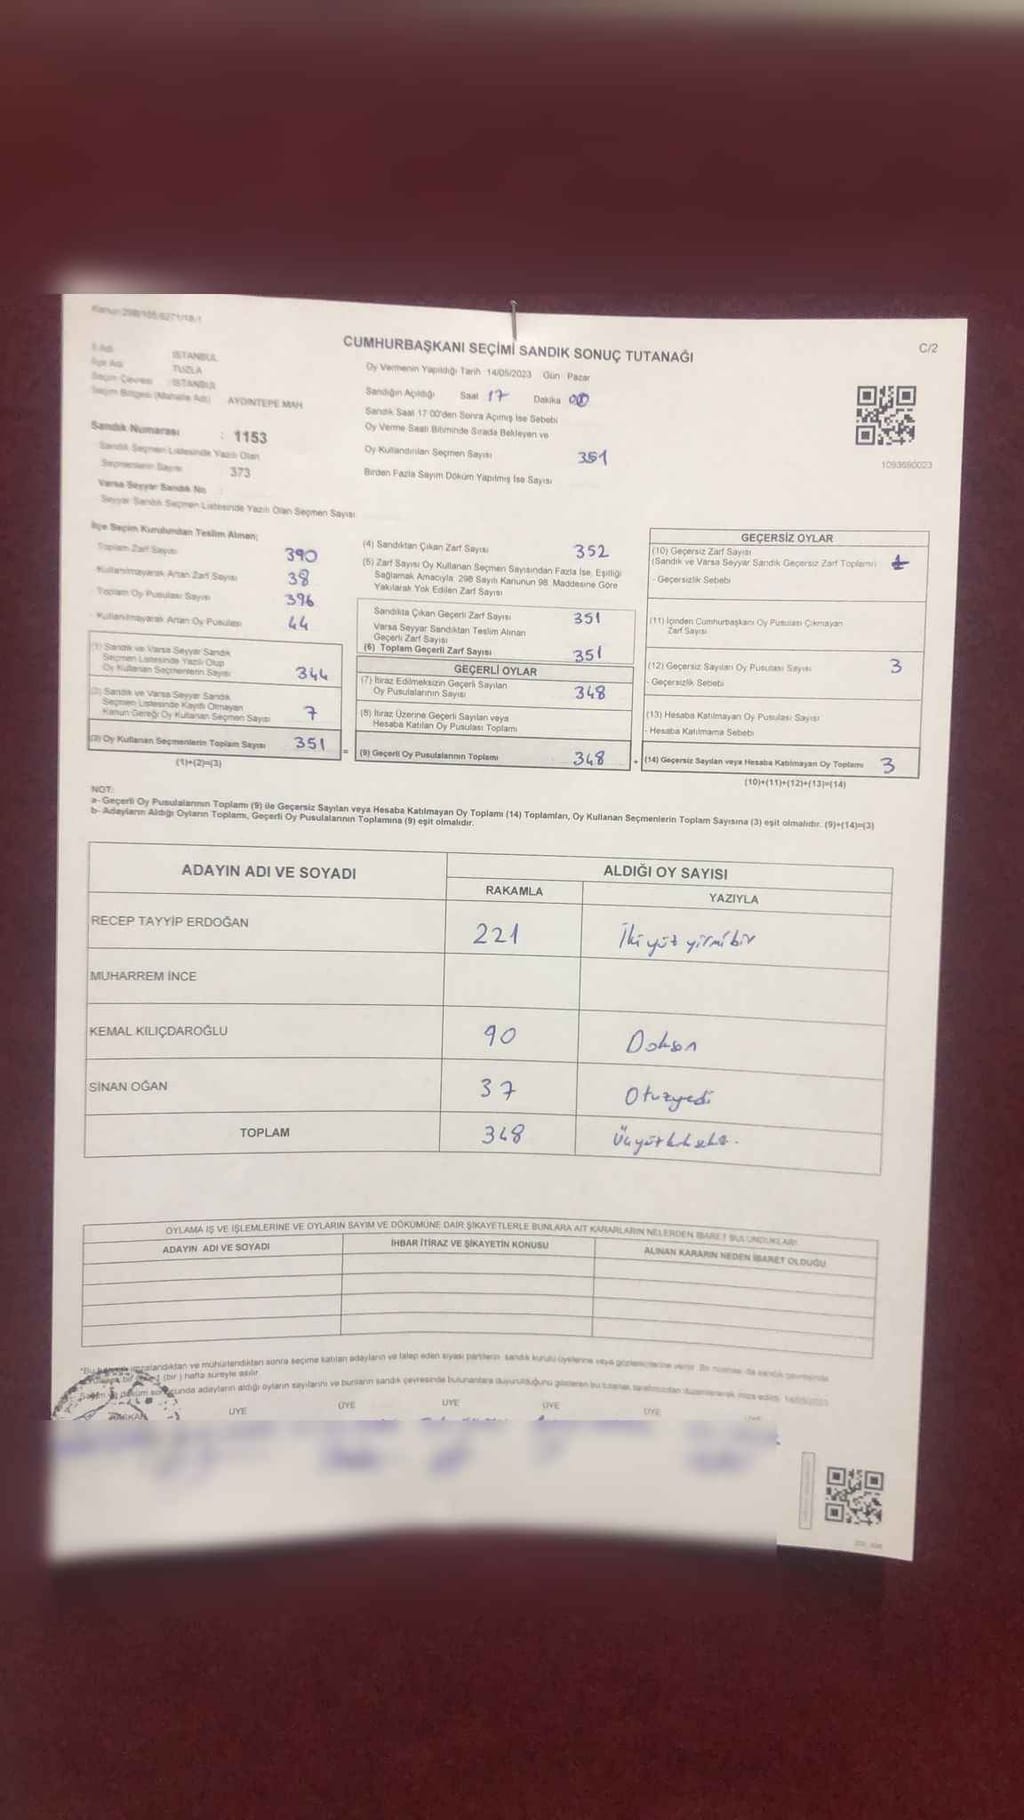 Kanun:298/105,6271/18/1
C/2
CUMHURBAŞKANI SEÇİMİ SANDIK SONUÇ TUTANAĞI
İl Adı İSTANBUL
İlçe Adı TUZLA
Seçim Çevresi İSTANBUL
Seçim Bölgesi (Mahalle Adı) AYDINTEPE MAH
Sandık Numarası : 1153
Sandık Seçmen Listesinde Yazılı Olan
Seçmenlerin Sayısı 373
Varsa Seyyar Sandık No
Seyyar Sandık Seçmen Listesinde Yazılı Olan Seçmen Sayısı
Oy Vermenin Yapıldığı Tarih 14/05/2023 Gün Pazar
Sandığın Açıldığı Saat 17 Dakika 00
Sandık Saat 17:00'den Sonra Açımış İse Sebebi
Oy Verme Saati Bitiminde Sırada Bekleyen ve
Oy Kullandırılan Seçmen Sayısı 351
Birden Fazla Sayım Döküm Yapılmış İse Sayısı
1093690023
İlçe Seçim Kurulundan Teslim Alınan;
Toplam Zarf Sayısı 390
Kullanılmayarak Artan Zarf Sayısı 38
Toplam Oy Pusulası Sayısı 396
- Kullanılmayarak Artan Oy Pusulası 44
(1) Sandık ve Varsa Seyyar Sandık
Seçmen Listesinde Yazılı Olup
Oy Kullanan Seçmenlerin Sayısı 344
(2) Sandık ve Varsa Seyyar Sandık
Seçmen Listesinde Kayıtlı Olmayan
Kanun Gereği Oy Kullanan Seçmen Sayısı 7
(3) Oy Kullanan Seçmenlerin Toplam Sayısı 351
(1)+(2)=(3)
(4) Sandıktan Çıkan Zarf Sayısı 352
(5) Zarf Sayısı Oy Kullanan Seçmen Sayısından Fazla İse, Eşitliği
Sağlamak Amacıyla, 298 Sayılı Kanunun 98. Maddesine Göre
Yakılarak Yok Edilen Zarf Sayısı
Sandıkta Çıkan Geçerli Zarf Sayısı 351
Varsa Seyyar Sandıktan Teslim Alınan
Geçerli Zarf Sayısı
(6) Toplam Geçerli Zarf Sayısı 351
GEÇERLİ OYLAR
(7) İtiraz Edilmeksizin Geçerli Sayılan
Oy Pusulalarının Sayısı 348
(8) İtiraz Üzerine Geçerli Sayılan veya
Hesaba Katılan Oy Pusulası Toplamı
= (9) Geçerli Oy Pusulalarının Toplamı 348
GEÇERSİZ OYLAR
(10) Geçersiz Zarf Sayısı
(Sandık ve Varsa Seyyar Sandık Geçersiz Zarf Toplamı)
- Geçersizlik Sebebi
(11) İçinden Cumhurbaşkanı Oy Pusulası Çıkmayan
Zarf Sayısı
(12) Geçersiz Sayılan Oy Pusulası Sayısı 3
- Geçersizlik Sebebi
(13) Hesaba Katılmayan Oy Pusulası Sayısı
- Hesaba Katılmama Sebebi
+ (14) Geçersiz Sayılan veya Hesaba Katılmayan Oy Toplamı 3
(10)+(11)+(12)+(13)=(14)
NOT:
a- Geçerli Oy Pusulalarının Toplamı (9) ile Geçersiz Sayılan veya Hesaba Katılmayan Oy Toplamı (14) Toplamları, Oy Kullanan Seçmenlerin Toplam Sayısına (3) eşit olmalıdır. (9)+(14)=(3)
b- Adayların Aldığı Oyların Toplamı, Geçerli Oy Pusulalarının Toplamına (9) eşit olmalıdır.
ADAYIN ADI VE SOYADI
ALDIĞI OY SAYISI
RAKAMLA YAZIYLA
RECEP TAYYİP ERDOĞAN 221 İkiyüz yirmibir
MUHARREM İNCE
KEMAL KILIÇDAROĞLU 90 Doksan
SİNAN OĞAN 37 Otuzyedi
TOPLAM 348
OYLAMA İŞ VE İŞLEMLERİNE VE OYLARIN SAYIM VE DÖKÜMÜNE DAİR ŞİKAYETLERLE BUNLARA AİT KARARLARIN NELERDEN İBARET BULUNDUKLARI
ADAYIN ADI VE SOYADI İHBAR İTİRAZ VE ŞİKAYETİN KONUSU ALINAN KARARIN NEDEN İBARET OLDUĞU
imzalandıktan ve mühürlendikten sonra seçime katılan adayların ve talep eden siyasi partilerin sandık kurulu üyelerine veya gözlemcilerine verilir. Bir nüshası da sandık çevresinde
(bir) hafta süreyle asılır.
sonucunda adayların aldığı oyların sayılarını ve bunların sandık çevresinde bulunanlara duyurulduğunu gösteren bu tutanak tarafımızdan düzenlenerek imza edildi.
ÜYE ÜYE ÜYE ÜYE ÜYE